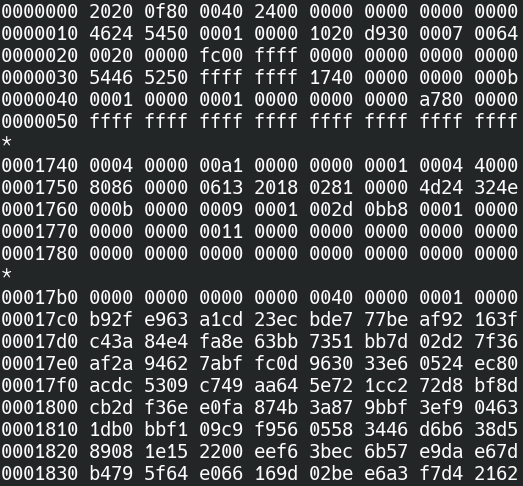 0000000 2020 0f80 0040 2400 0000 0000 0000 0000
0000010 4624 5450 0001 0000 1020 d930 0007 0064
0000020 0020 0000 fc00 ffff 0000 0000 0000 0000
0000030 5446 5250 ffff ffff 1740 0000 0000 000b
0000040 0001 0000 0001 0000 0000 0000 a780 0000
0000050 ffff ffff ffff ffff ffff ffff ffff ffff
*
0001740 0004 0000 00a1 0000 0000 0001 0004 4000
0001750 8086 0000 0613 2018 0281 0000 4d24 324e
0001760 000b 0000 0009 0001 002d 0bb8 0001 0000
0001770 0000 0000 0011 0000 0000 0000 0000 0000
0001780 0000 0000 0000 0000 0000 0000 0000 0000
*
00017b0 0000 0000 0000 0000 0040 0000 0001 0000
00017c0 b92f e963 a1cd 23ec bde7 77be af92 163f
00017d0 c43a 84e4 fa8e 63bb 7351 bb7d 02d2 7f36
00017e0 af2a 9462 7abf fc0d 9630 33e6 0524 ec80
00017f0 acdc 5309 c749 aa64 5e72 1cc2 72d8 bf8d
0001800 cb2d f36e e0fa 874b 3a87 9bbf 3ef9 0463
0001810 1db0 bbf1 09c9 f956 0558 3446 d6b6 38d5
0001820 8908 1e15 2200 eef6 3bec 6b57 e9da e67d
0001830 b479 5f64 e066 169d 02be e6a3 f7d4 2162